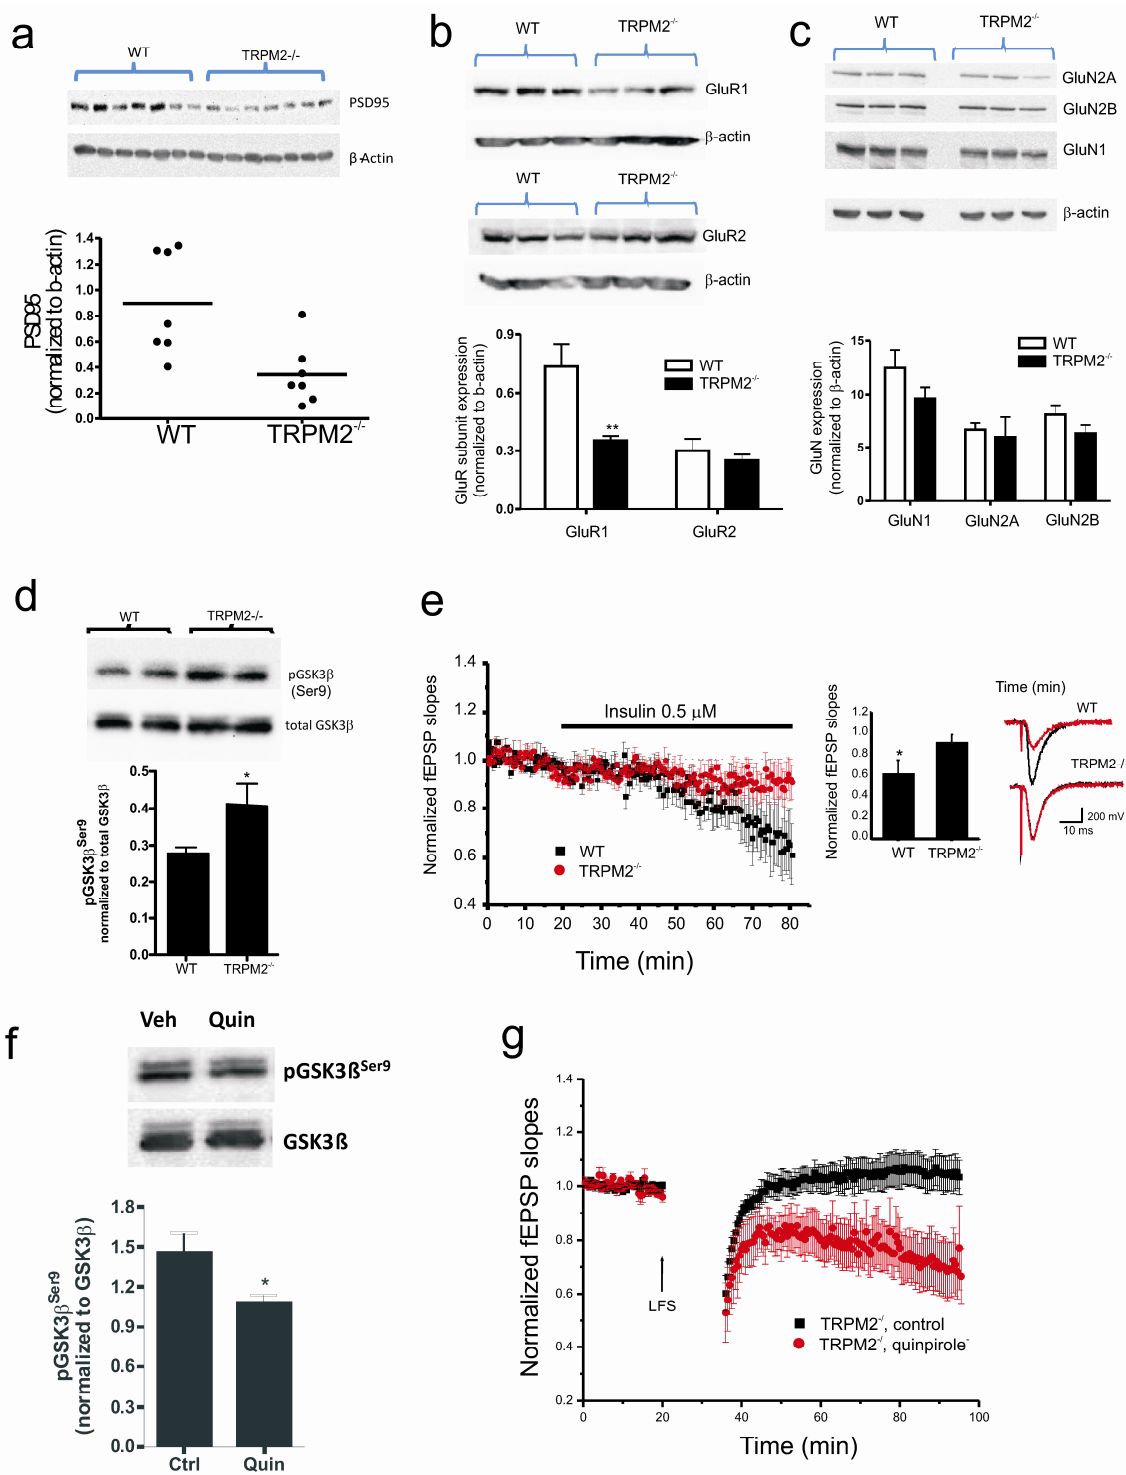 a
WT
TRPM2-/-
PSD95
β-Actin
PSD95
(normalized to b-actin)
1.4
1.2
1.0
0.8
0.6
0.4
0.2
0.0
WT
TRPM2-/-
b
WT
TRPM2-/-
GluR1
β-actin
WT
TRPM2-/-
GluR2
β-actin
GluR subunit expression
(normalized to b-actin)
0.9
0.6
0.3
0.0
WT
TRPM2-/-
**
GluR1
GluR2
c
WT
TRPM2-/-
GluN2A
GluN2B
GluN1
β-actin
GluN expression
(normalized to β-actin)
15
10
5
0
WT
TRPM2-/-
GluN1
GluN2A
GluN2B
d
WT
TRPM2-/-
pGSK3β
(Ser9)
total GSK3β
pGSK3βSer9
normalized to total GSK3β
0.5
0.4
0.3
0.2
0.1
0.0
*
WT
TRPM2-/-
e
Normalized fEPSP slopes
1.4
1.2
1.0
0.8
0.6
0.4
Insulin 0.5 μM
WT
TRPM2-/-
0 10 20 30 40 50 60 70 80
Time (min)
Normalized fEPSP slopes
1.2
1.0
0.8
0.6
0.4
0.2
0.0
*
WT
TRPM2-/-
Time (min)
WT
TRPM2 /
200 mV
10 ms
f
Veh Quin
pGSK3ßSer9
GSK3ß
pGSK3βSer9
(normalized to GSK3β)
1.8
1.5
1.2
0.9
0.6
0.3
0.0
*
Ctrl
Quin
g
Normalized fEPSP slopes
1.4
1.2
1.0
0.8
0.6
0.4
0.2
LFS
TRPM2-/-, control
TRPM2-/-, quinpirole-
0 20 40 60 80 100
Time (min)